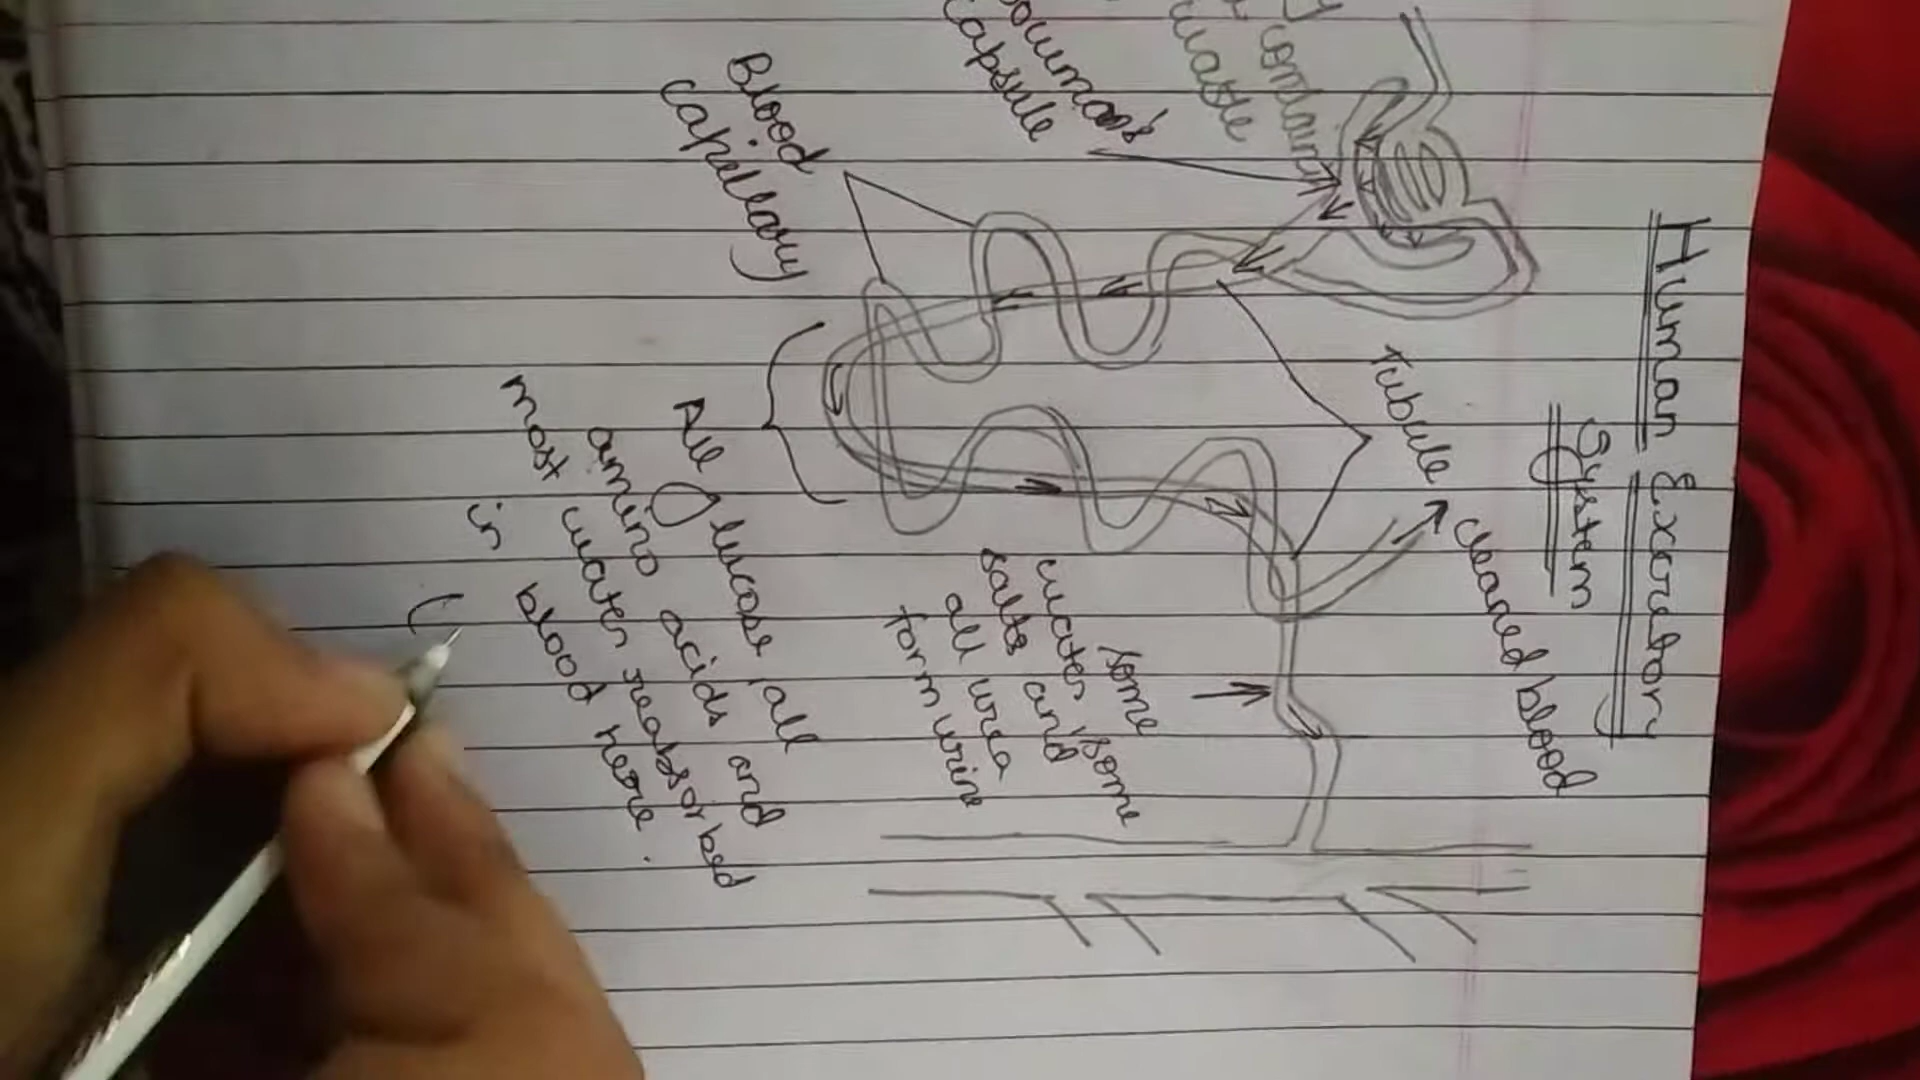 Human Excretory
System
contain
waste
Bowman's
capsule
Blood
capillary
Tubule
cleaned blood
some
water some
salts and
all urea
form urine
All glucose, all
amino acids and
most water reabsorbed
in blood here.
(